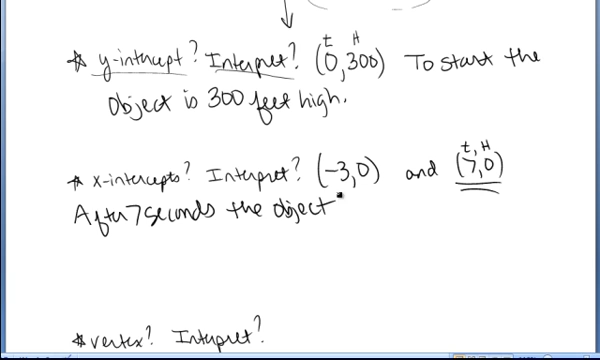 * y-intercept? Interpret? (0, 300) To start the
t H
object is 300 feet high.
* x-intercepts? Interpret? (-3,0) and (7,0)
t, H
After 7 seconds the object
* vertex? Interpret?